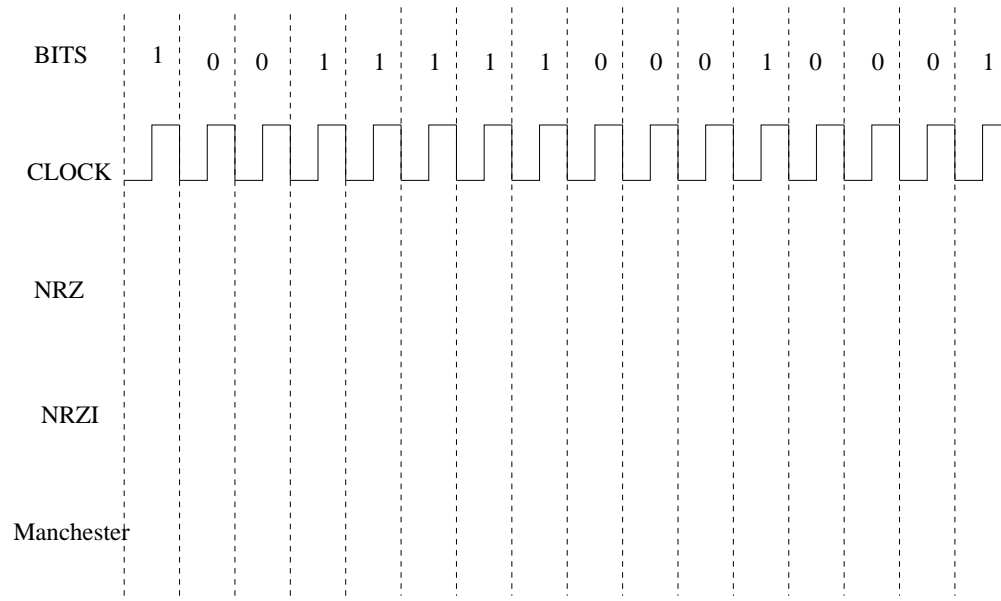 BITS 1 0 0 1 1 1 1 1 0 0 0 1 0 0 0 1
CLOCK
NRZ
NRZI
Manchester